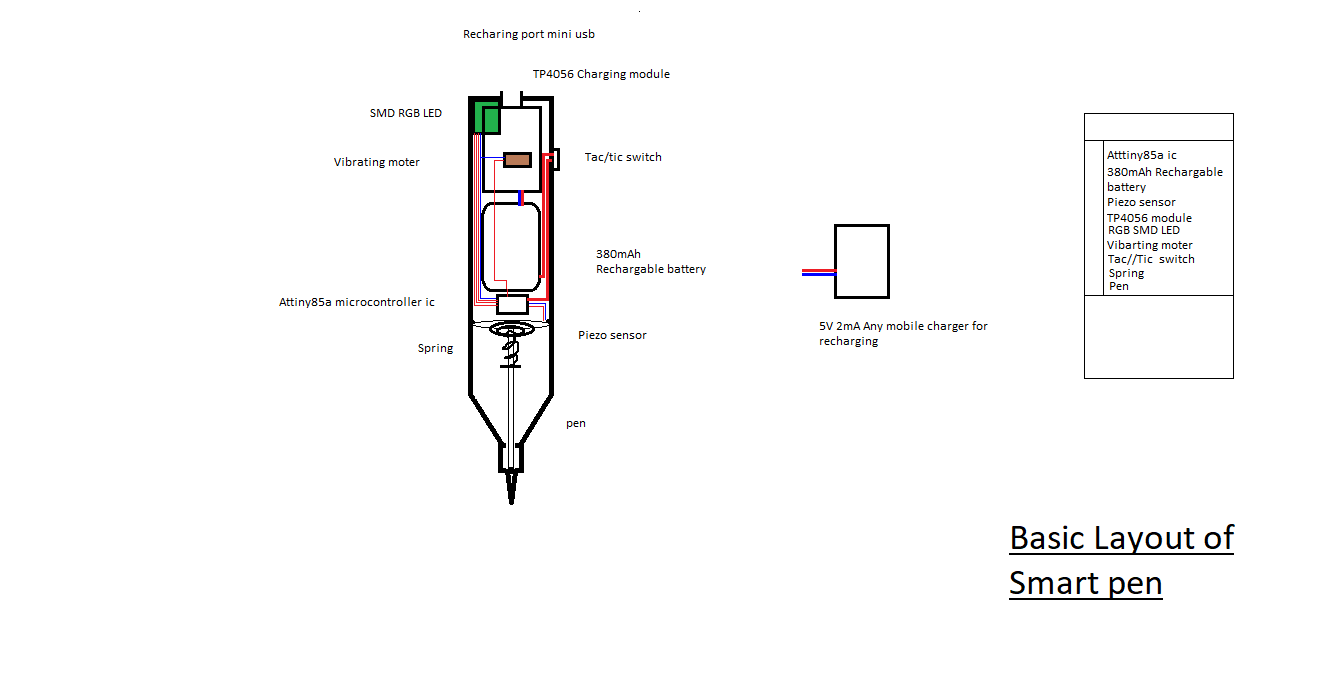 Recharing port mini usb
TP4056 Charging module
SMD RGB LED
Vibrating moter
Tac/tic switch
380mAh
Rechargable battery
Attiny85a microcontroller ic
Piezo sensor
Spring
pen
5V 2mA Any mobile charger for
recharging
Atttiny85a ic
380mAh Rechargable
battery
Piezo sensor
TP4056 module
RGB SMD LED
Vibarting moter
Tac//Tic switch
Spring
Pen
Basic Layout of
Smart pen